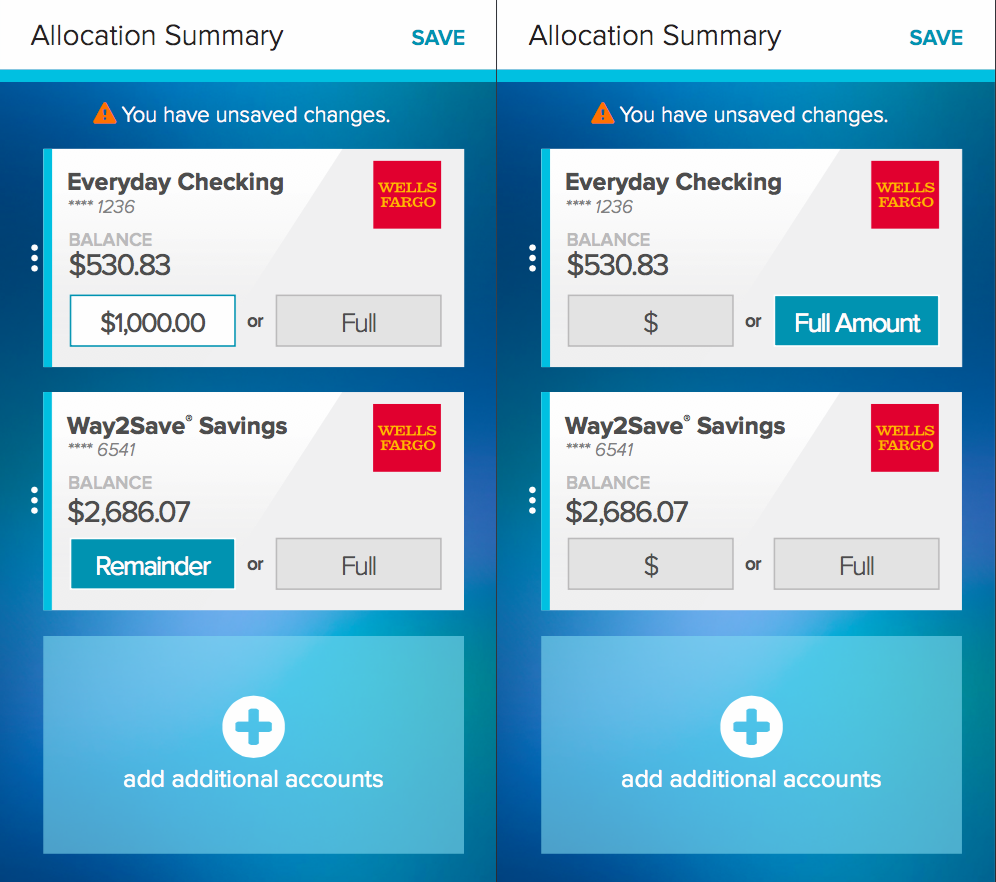 Allocation Summary
SAVE
You have unsaved changes.
Everyday Checking
**** 1236
WELLS
FARGO
BALANCE
$530.83
$1,000.00 or Full
Way2Save® Savings
**** 6541
WELLS
FARGO
BALANCE
$2,686.07
Remainder or Full
add additional accounts
Allocation Summary
SAVE
You have unsaved changes.
Everyday Checking
**** 1236
WELLS
FARGO
BALANCE
$530.83
$ or Full Amount
Way2Save® Savings
**** 6541
WELLS
FARGO
BALANCE
$2,686.07
$ or Full
add additional accounts